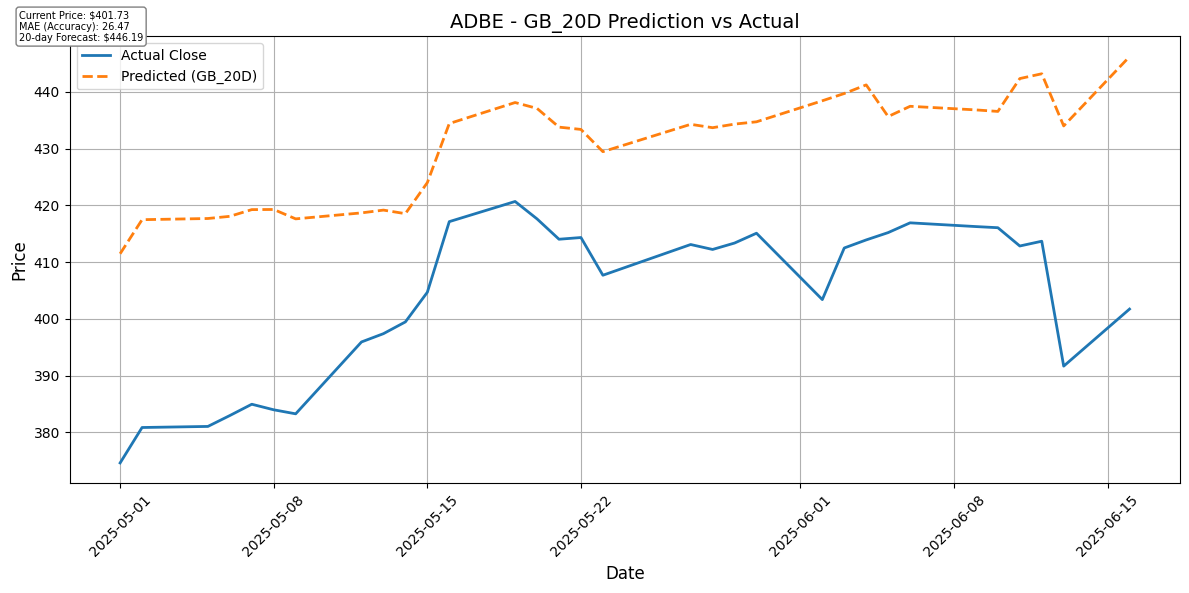 ADBE - GB_20D Prediction vs Actual
Current Price: $401.73
MAE (Accuracy): 26.47
20-day Forecast: $446.19
Actual Close
Predicted (GB_20D)
Price
440
430
420
410
400
390
380
2025-05-01
2025-05-08
2025-05-15
2025-05-22
2025-06-01
2025-06-08
2025-06-15
Date